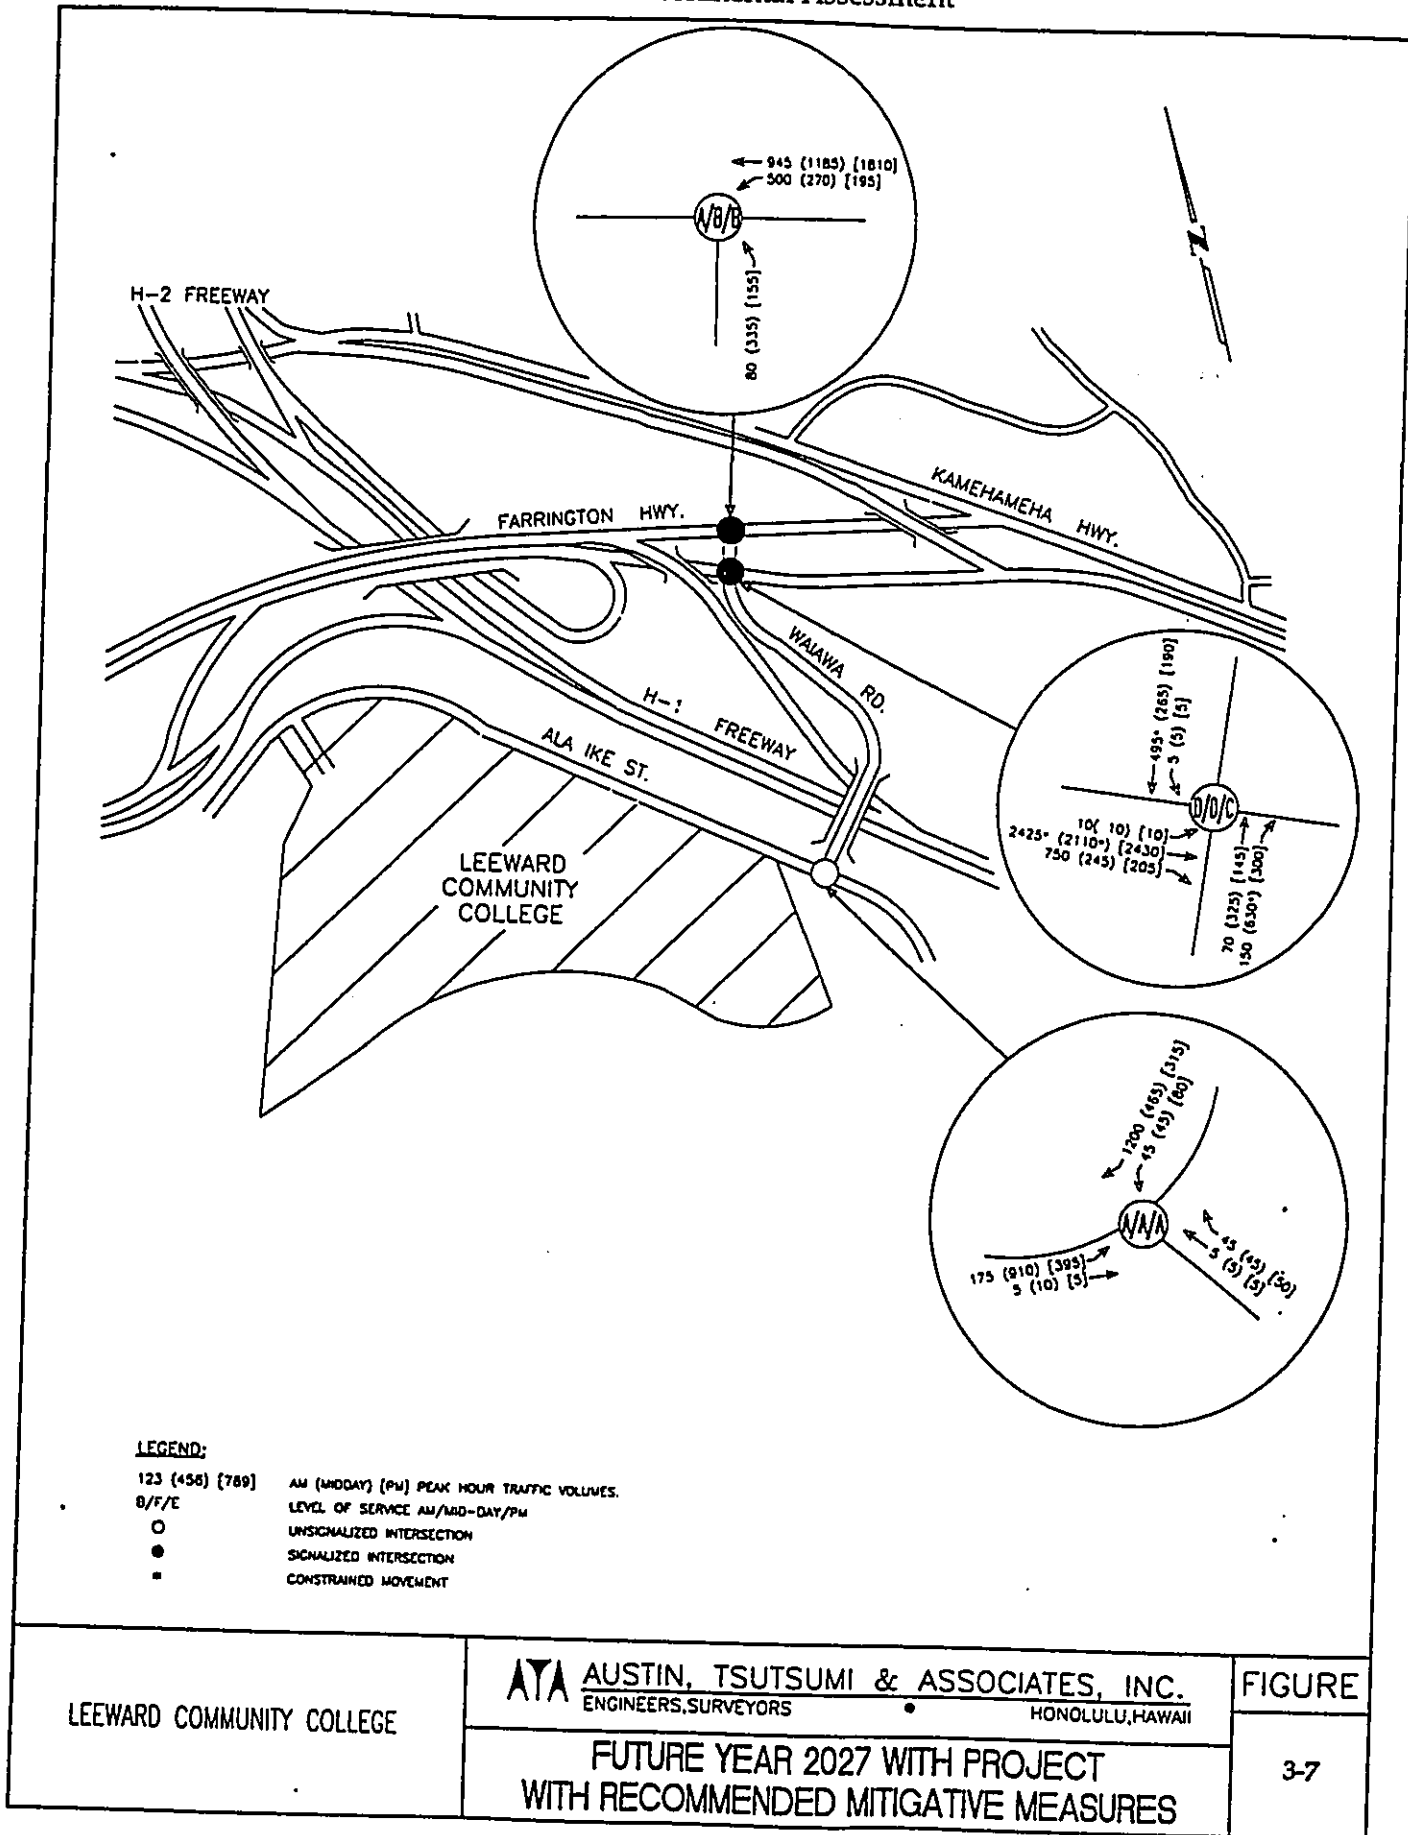 Assessment
945 (1185) [1810]
500 (270) [195]
A/B/B
80 (335) [155]
H-2 FREEWAY
FARRINGTON HWY.
KAMEHAMEHA HWY.
WAIAWA RD.
H-1 FREEWAY
ALA IKE ST.
LEEWARD
COMMUNITY
COLLEGE
495* (265) [190]
5 (5) [5]
D/D/C
10( 10) [10]
2425* (2110*) [2430]
750 (245) [205]
70 (325) [145]
150 (630*) [300]
1200 (465) [315]
45 (45) [80]
A/A/A
175 (910) [395]
5 (10) [5]
45 (45) [50]
5 (5) [5]
LEGEND:
123 (456) [789] AM (MIDDAY) [PM] PEAK HOUR TRAFFIC VOLUMES.
B/F/E LEVEL OF SERVICE AM/MID-DAY/PM
UNSIGNALIZED INTERSECTION
SIGNALIZED INTERSECTION
* CONSTRAINED MOVEMENT
LEEWARD COMMUNITY COLLEGE
ATA AUSTIN, TSUTSUMI & ASSOCIATES, INC.
ENGINEERS,SURVEYORS • HONOLULU,HAWAII
FUTURE YEAR 2027 WITH PROJECT
WITH RECOMMENDED MITIGATIVE MEASURES
FIGURE
3-7